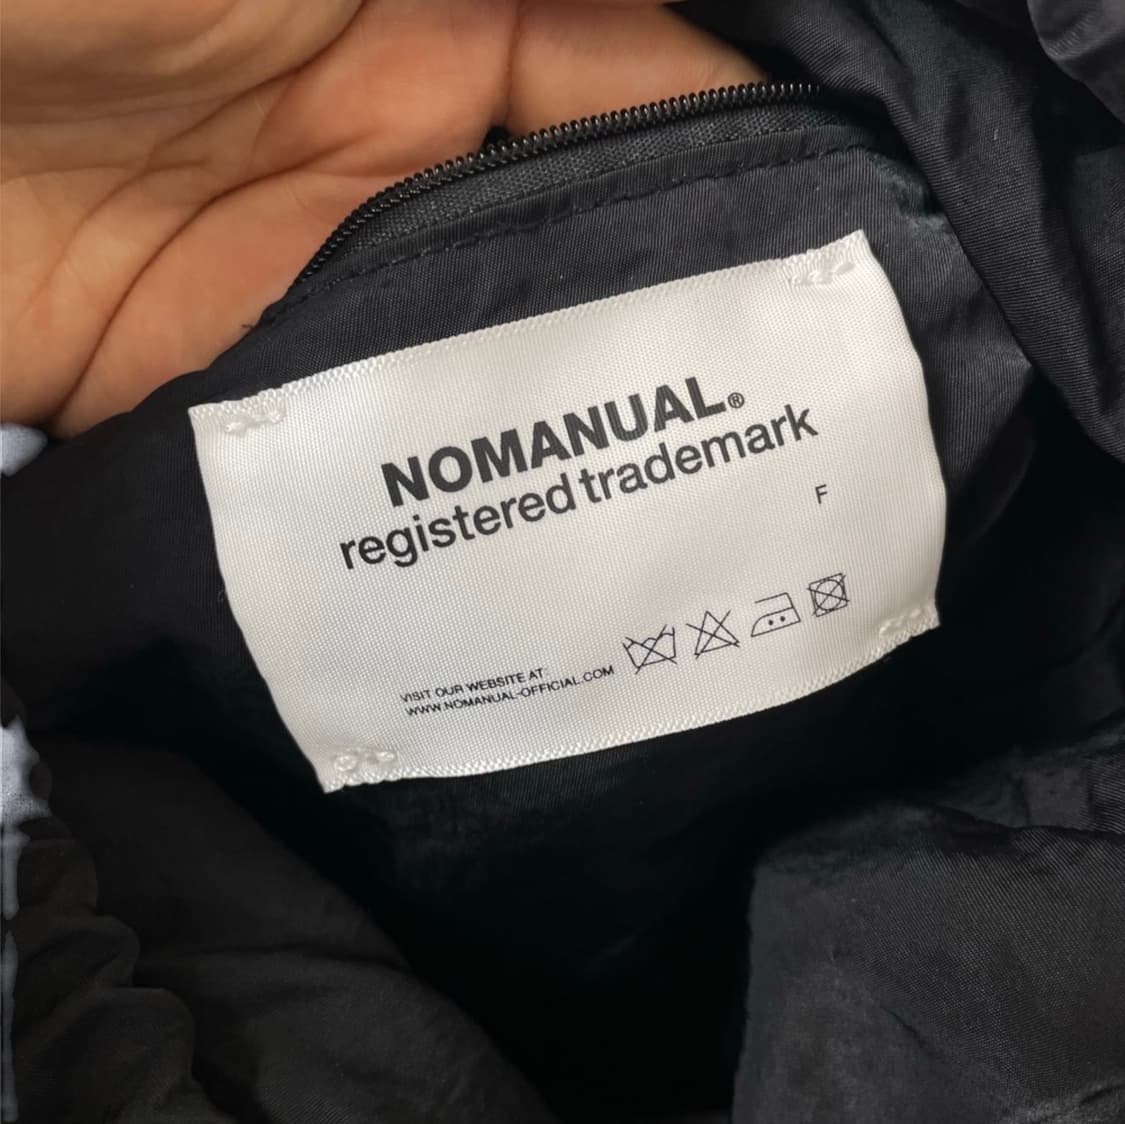 NOMANUAL®
registered trademark
F
VISIT OUR WEBSITE AT:
WWW.NOMANUAL-OFFICIAL.COM